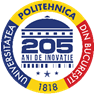 UNIVERSITATEA
POLITEHNICA
DIN BUCUREȘTI
205
ANI DE INOVAȚIE
1818